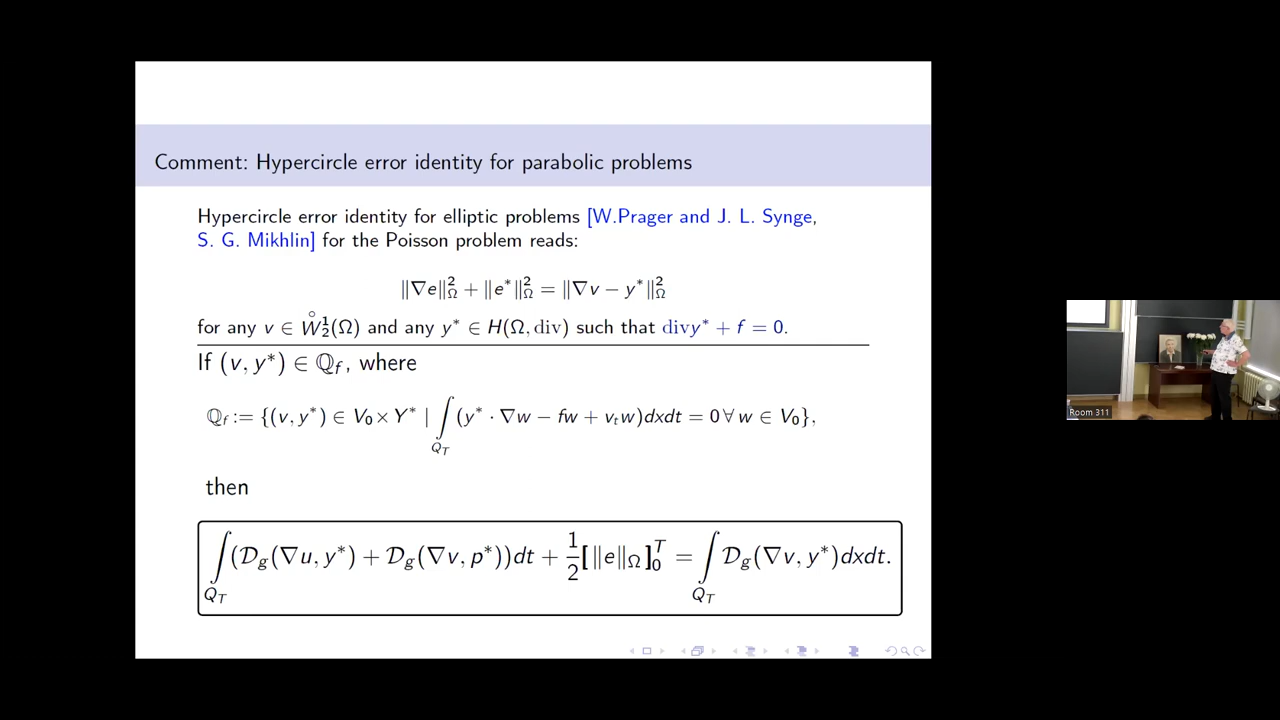 Comment: Hypercircle error identity for parabolic problems
Hypercircle error identity for elliptic problems [W.Prager and J. L. Synge,
S. G. Mikhlin] for the Poisson problem reads:
‖∇e‖²_Ω + ‖e*‖²_Ω = ‖∇v − y*‖²_Ω
for any v ∈ W̊¹₂(Ω) and any y* ∈ H(Ω, div) such that divy* + f = 0.
If (v, y*) ∈ ℚ_f, where
ℚ_f := {(v, y*) ∈ V₀ × Y* | ∫_{Q_T} (y* · ∇w − fw + v_t w)dxdt = 0 ∀ w ∈ V₀},
then
∫_{Q_T} (𝒟_g(∇u, y*) + 𝒟_g(∇v, p*))dt + ½[‖e‖_Ω]₀ᵀ = ∫_{Q_T} 𝒟_g(∇v, y*)dxdt.
Room 311